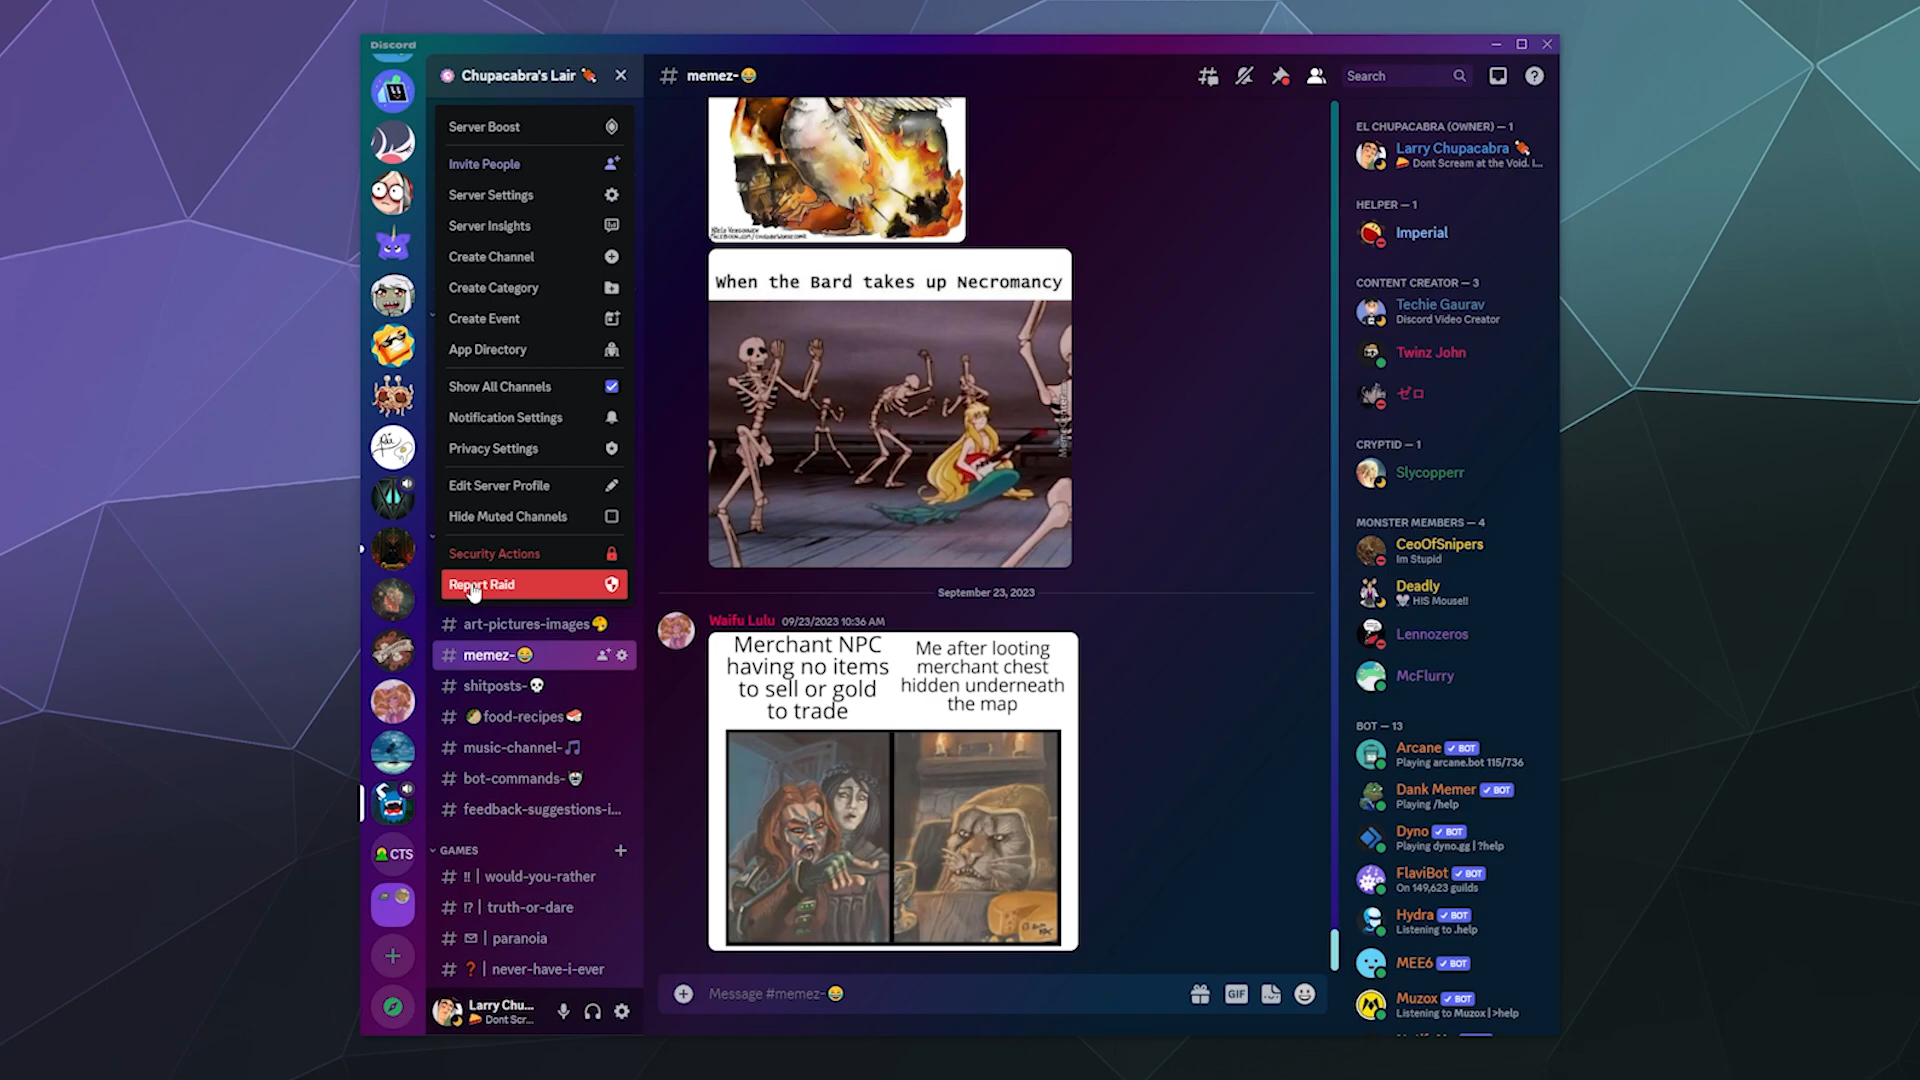 Discord
Chupacabra's Lair
Server Boost
Invite People
Server Settings
Server Insights
Create Channel
Create Category
Create Event
App Directory
Show All Channels
Notification Settings
Privacy Settings
Edit Server Profile
Hide Muted Channels
Security Actions
Report Raid
# art-pictures-images🎨
# memez-😂
# shitposts-💀
# 🥙food-recipes🍣
# music-channel-🎵
# bot-commands-
# feedback-suggestions-i...
GAMES
# ‼ | would-you-rather
# ⁉ | truth-or-dare
# ✉ | paranoia
# ❓ | never-have-i-ever
Larry Chu...
Dont Scr...
CTS
# memez-😂
Search
When the Bard takes up Necromancy
September 23, 2023
Waifu Lulu 09/23/2023 10:36 AM
Merchant NPC
having no items
to sell or gold
to trade
Me after looting
merchant chest
hidden underneath
the map
Message #memez-😂
GIF
EL CHUPACABRA (OWNER) — 1
Larry Chupacabra
Dont Scream at the Void. I...
HELPER — 1
Imperial
CONTENT CREATOR — 3
Techie Gaurav
Discord Video Creator
Twinz John
ゼロ
CRYPTID — 1
Slycopperr
MONSTER MEMBERS — 4
CeoOfSnipers
Im Stupid
Deadly
HIS Mouse!!
Lennozeros
McFlurry
BOT — 13
Arcane ✓ BOT
Playing arcane.bot 115/736
Dank Memer ✓ BOT
Playing /help
Dyno ✓ BOT
Playing dyno.gg | ?help
FlaviBot ✓ BOT
On 149,623 guilds
Hydra ✓ BOT
Listening to .help
MEE6 ✓ BOT
Muzox ✓ BOT
Listening to Muzox | >help